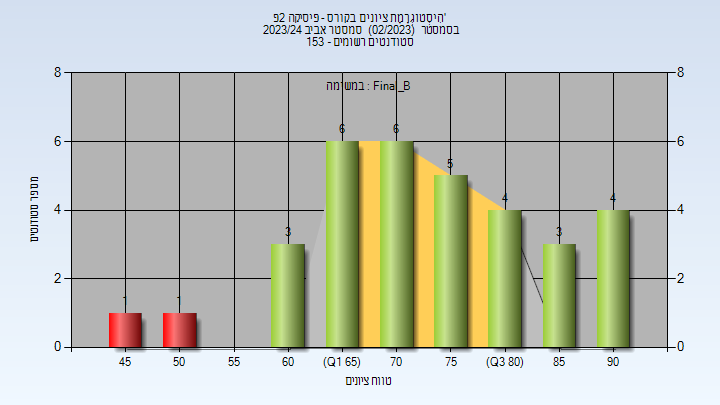 היסטוגרמת ציונים בקורס - פיסיקה 2פ'
בסמסטר (02/2023) סמסטר אביב 2023/24
סטודנטים רשומים - 153
במשימה : Final_B
8 8
6 6 6 6
5
4 4 4 4
3 3
2 2
1 1
0 0
45 50 55 60 (Q1 65) 70 75 (Q3 80) 85 90
מספר סטודנטים
טווח ציונים